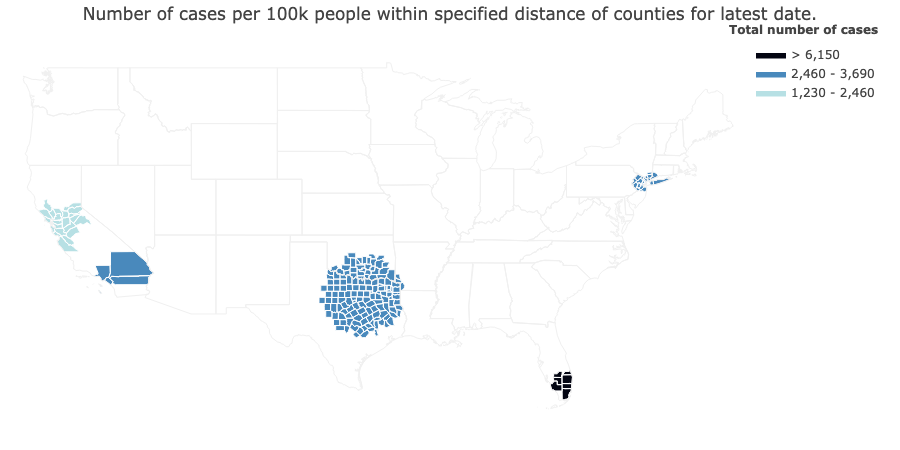 Number of cases per 100k people within specified distance of counties for latest date.
Total number of cases
> 6,150
2,460 - 3,690
1,230 - 2,460